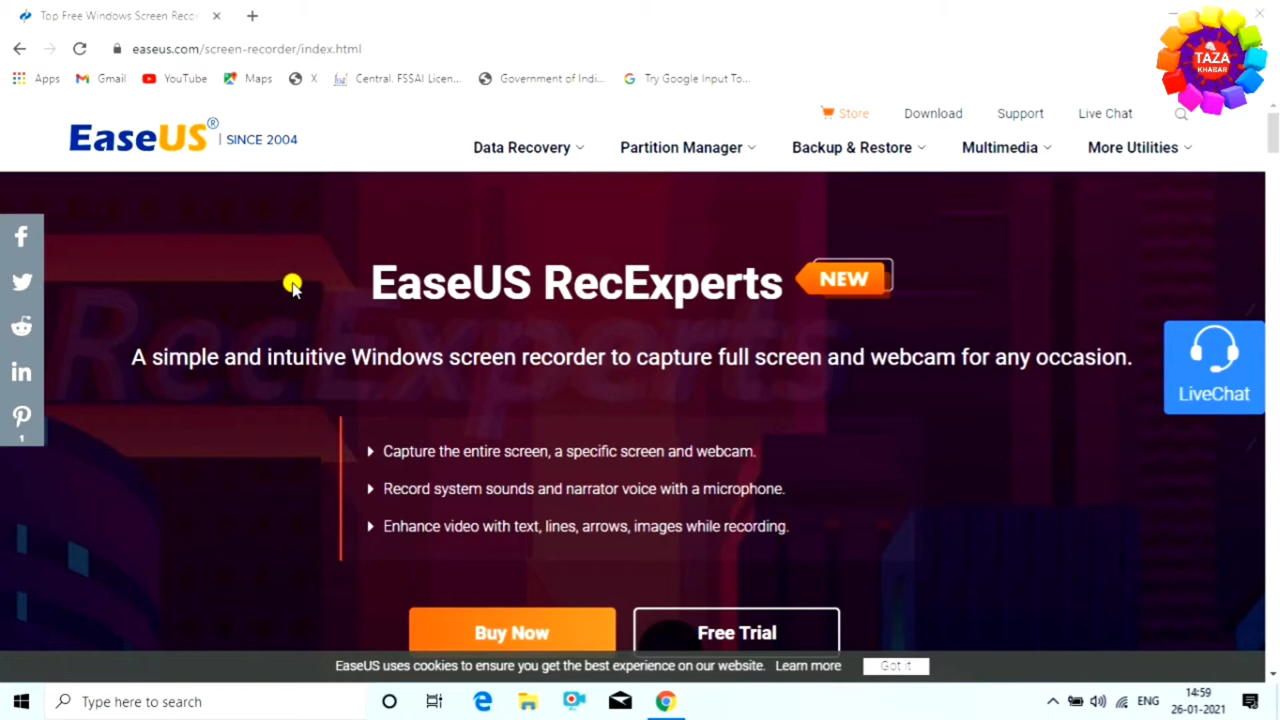 Top Free Windows Screen Recor
easeus.com/screen-recorder/index.html
Apps Gmail YouTube Maps X Central. FSSAI Licen... Government of Indi... Try Google Input To...
TAZA
KHABAR
Store Download Support Live Chat
EaseUS® | SINCE 2004
Data Recovery Partition Manager Backup & Restore Multimedia More Utilities
EaseUS RecExperts NEW
RecExperts
A simple and intuitive Windows screen recorder to capture full screen and webcam for any occasion.
LiveChat
1
Capture the entire screen, a specific screen and webcam.
Record system sounds and narrator voice with a microphone.
Enhance video with text, lines, arrows, images while recording.
Buy Now Free Trial
EaseUS uses cookies to ensure you get the best experience on our website. Learn more Got it
Type here to search
ENG
14:59
26-01-2021